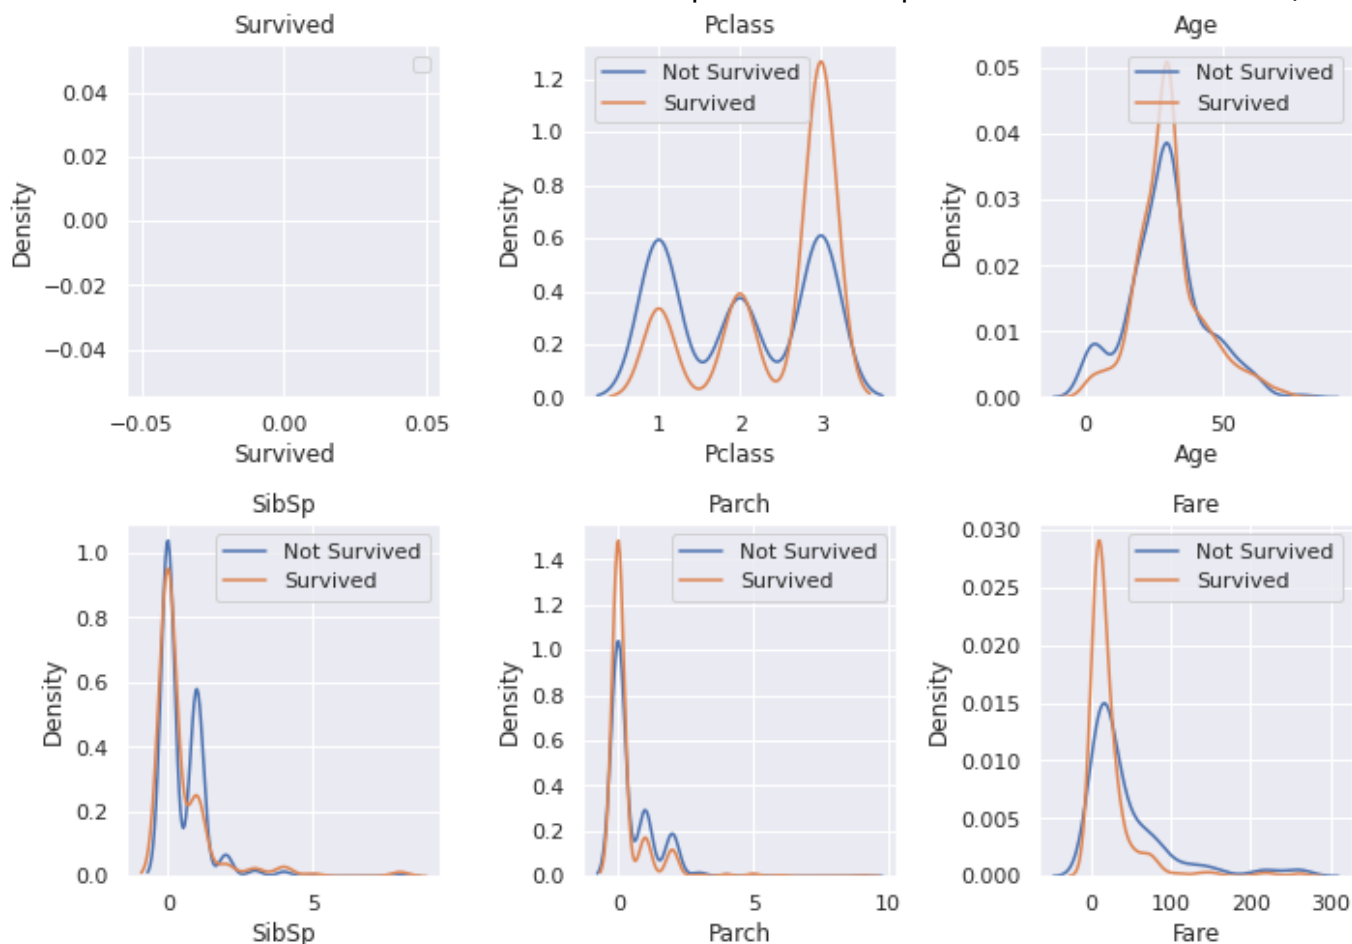 Survived
Density
0.04
0.02
0.00
−0.02
−0.04
−0.05
0.00
0.05
Survived
Pclass
Density
1.2
1.0
0.8
0.6
0.4
0.2
0.0
Not Survived
Survived
1
2
3
Pclass
Age
Density
0.05
0.04
0.03
0.02
0.01
0.00
Not Survived
Survived
0
50
Age
SibSp
Density
1.0
0.8
0.6
0.4
0.2
0.0
Not Survived
Survived
0
5
SibSp
Parch
Density
1.4
1.2
1.0
0.8
0.6
0.4
0.2
0.0
Not Survived
Survived
0
5
10
Parch
Fare
Density
0.030
0.025
0.020
0.015
0.010
0.005
0.000
Not Survived
Survived
0
100
200
300
Fare